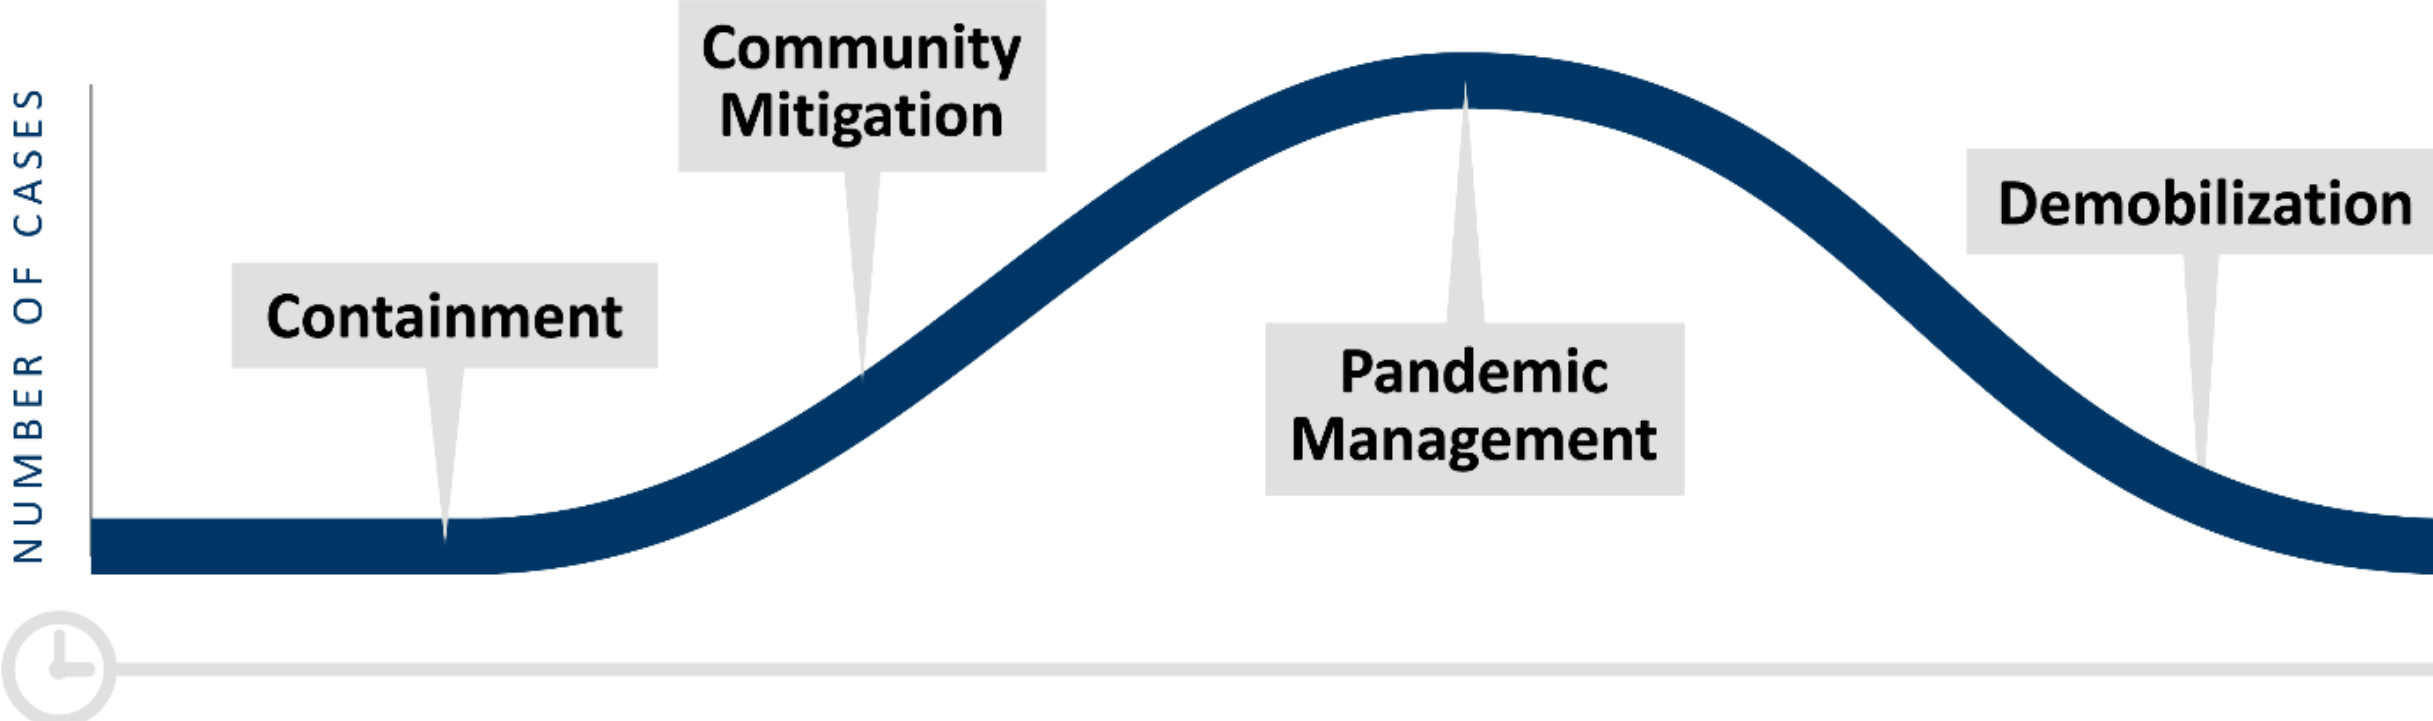 NUMBER OF CASES
Containment
Community
Mitigation
Pandemic
Management
Demobilization